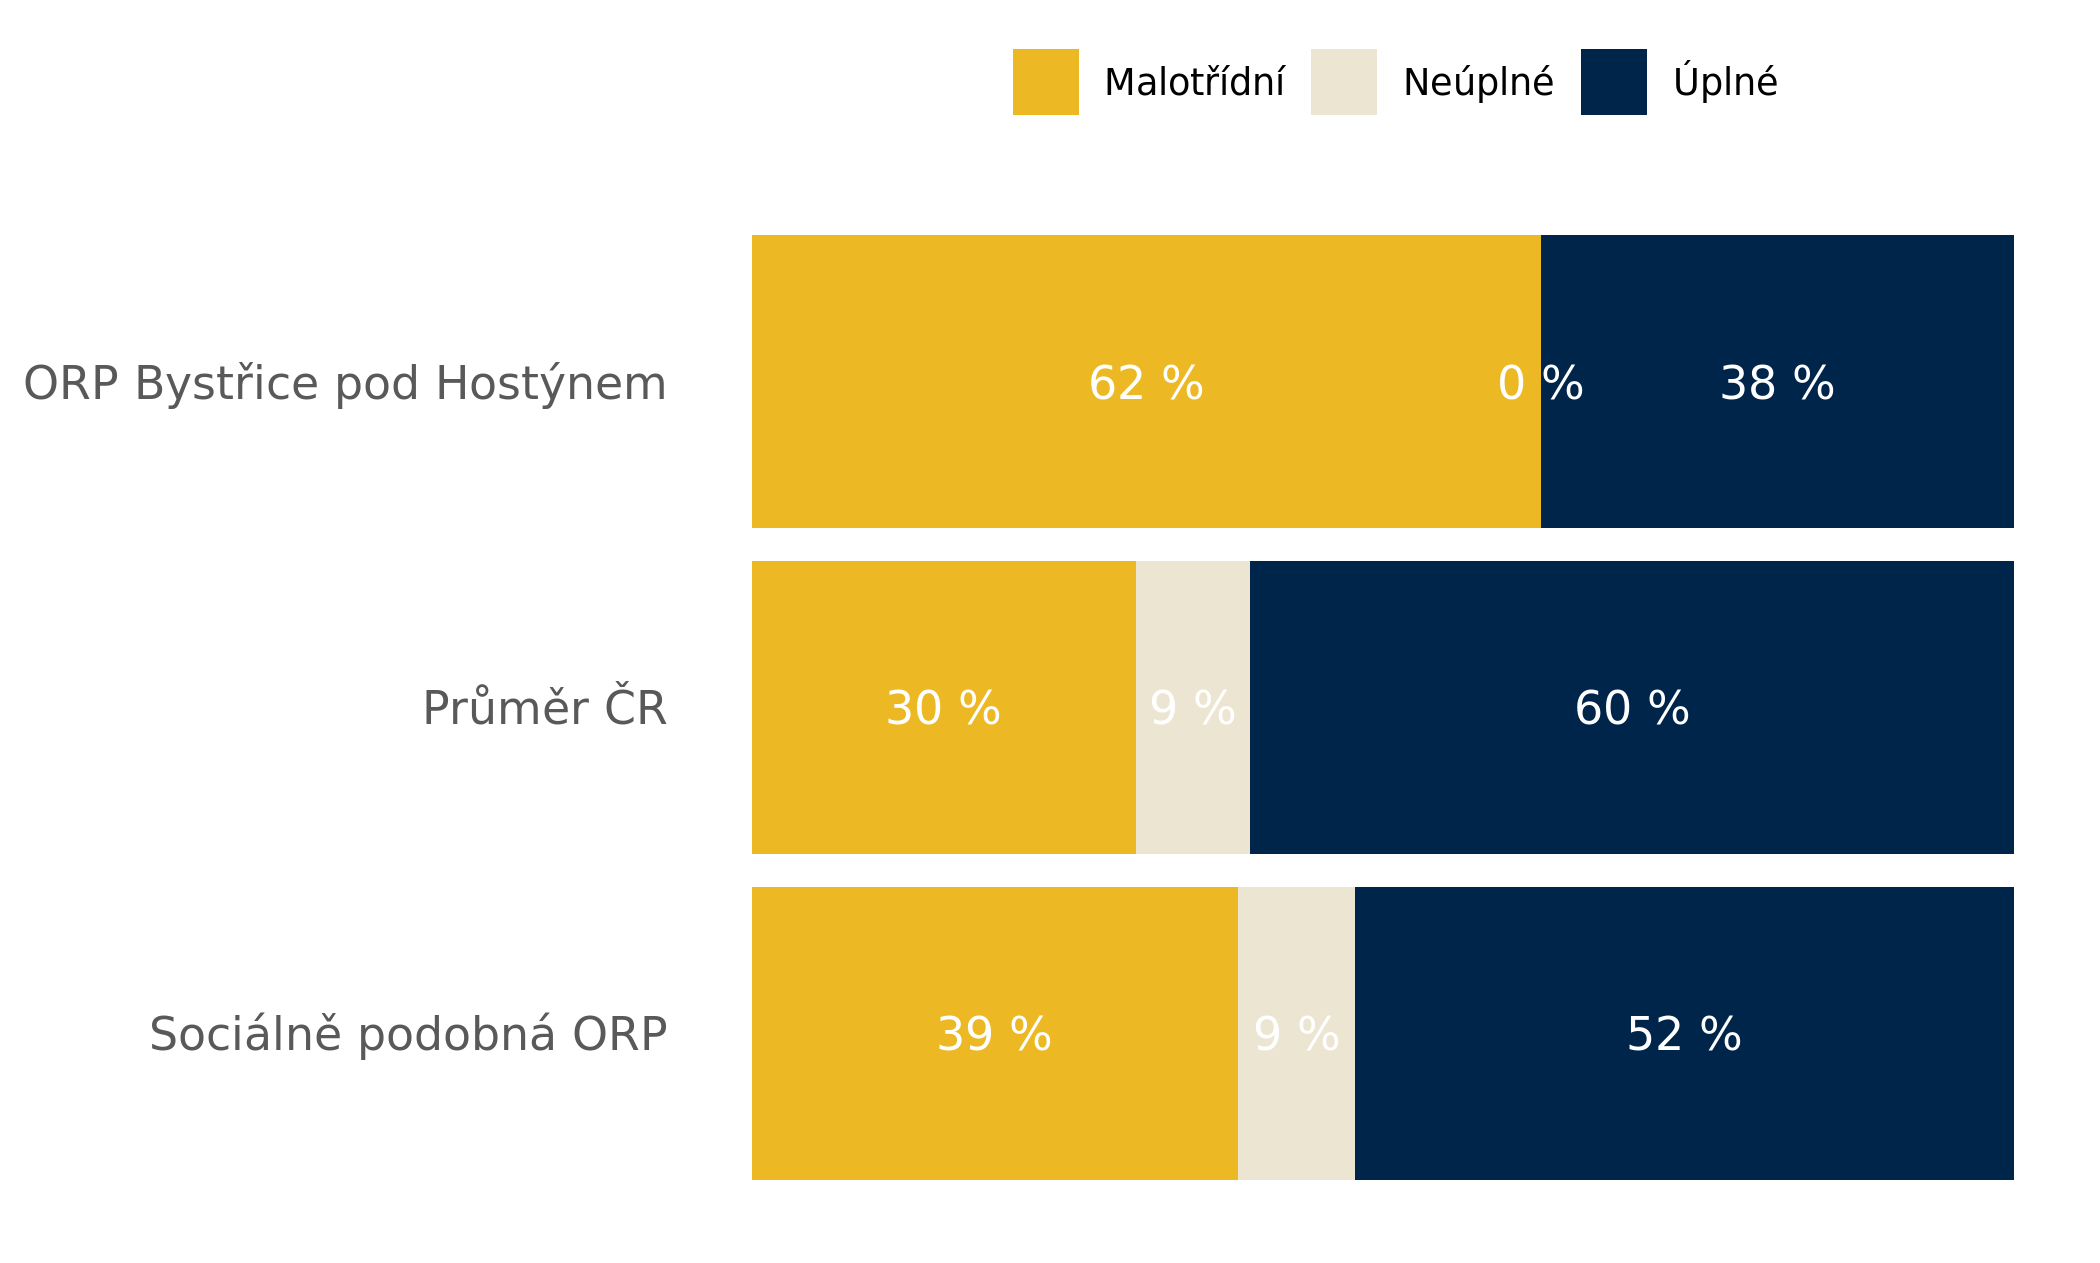 Malotřídní Neúplné Úplné
ORP Bystřice pod Hostýnem 62 % 0 % 38 %
Průměr ČR 30 % 9 % 60 %
Sociálně podobná ORP 39 % 9 % 52 %